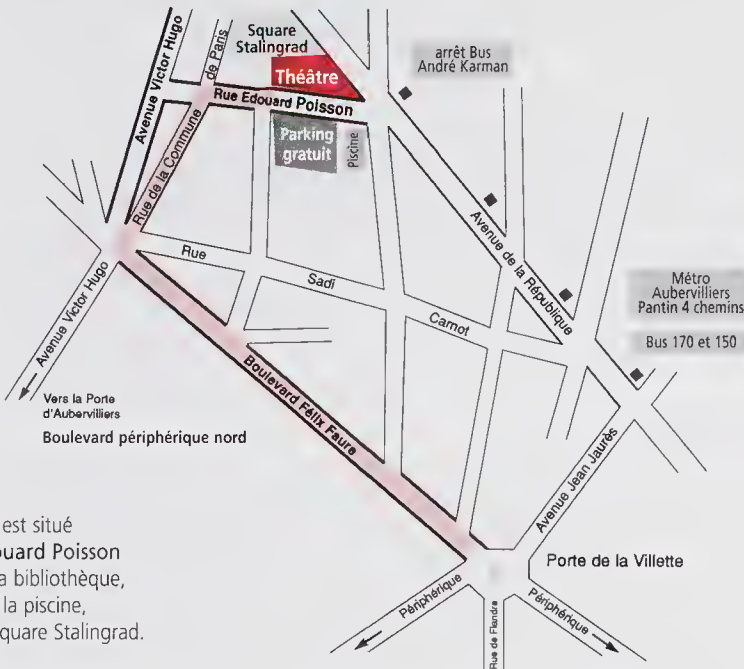 Square
Stalingrad
Théâtre
arrêt Bus
André Karman
Avenue Victor Hugo
de Paris
Rue Edouard Poisson
Parking
gratuit
Piscine
Rue de la Commune
Avenue de la République
Rue Sadi Carnot
Métro
Aubervilliers
Pantin 4 chemins
Bus 170 et 150
Avenue Victor Hugo
Vers la Porte
d'Aubervilliers
Boulevard périphérique nord
Boulevard Félix Faure
Avenue Jean Jaurès
Porte de la Villette
Périphérique
Rue de Flandre
Périphérique
est situé
ouard Poisson
a bibliothèque,
la piscine,
quare Stalingrad.